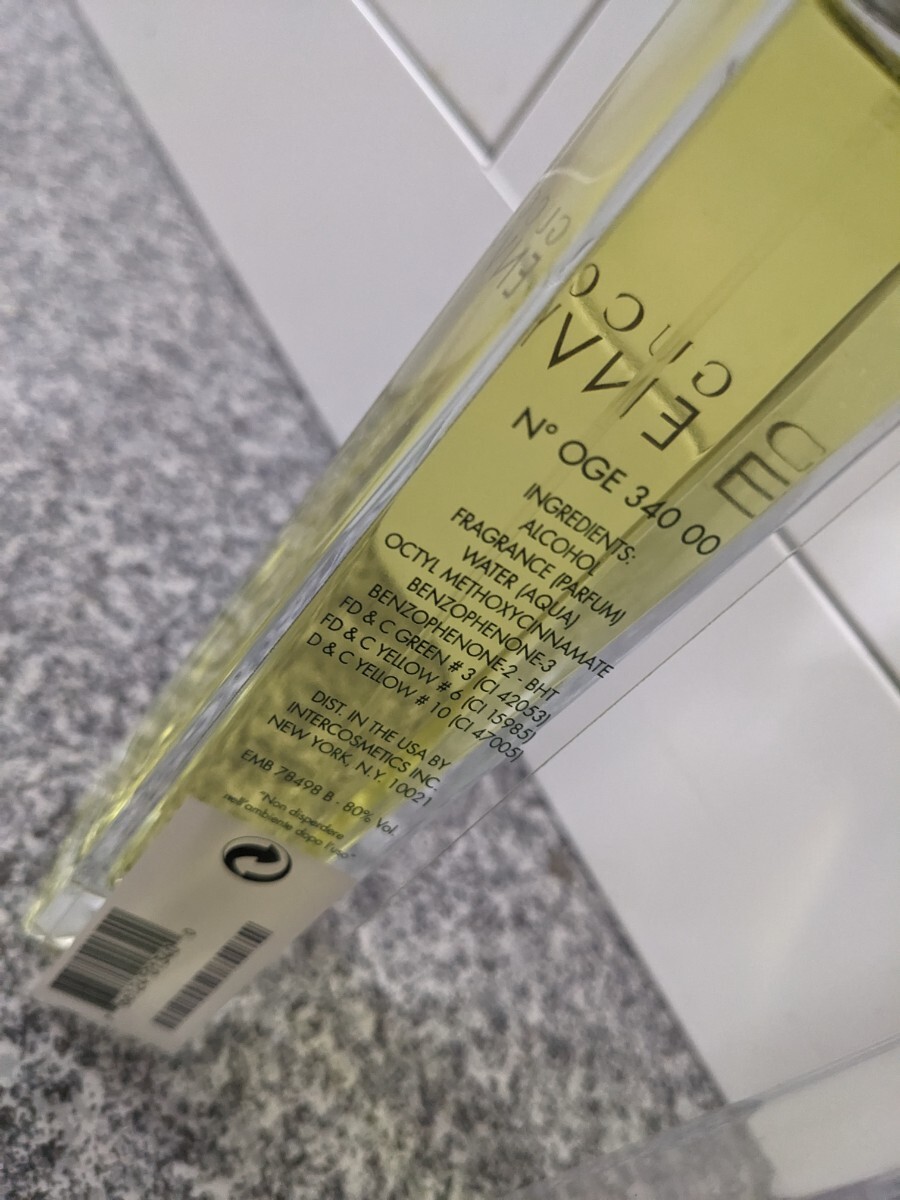 N° OGE 340 00
INGREDIENTS:
ALCOHOL
FRAGRANCE (PARFUM)
WATER (AQUA)
OCTYL METHOXYCINNAMATE
BENZOPHENONE-3
BENZOPHENONE-2 - BHT
FD & C GREEN # 3 (CI 42053)
FD & C YELLOW # 6 (CI 15985)
D & C YELLOW # 10 (CI 47005)
DIST. IN THE USA BY
INTERCOSMETICS INC.
NEW YORK, N.Y. 10021
EMB 78498 B - 80% Vol.
"Non disperdere
nell'ambiente dopo l'uso"